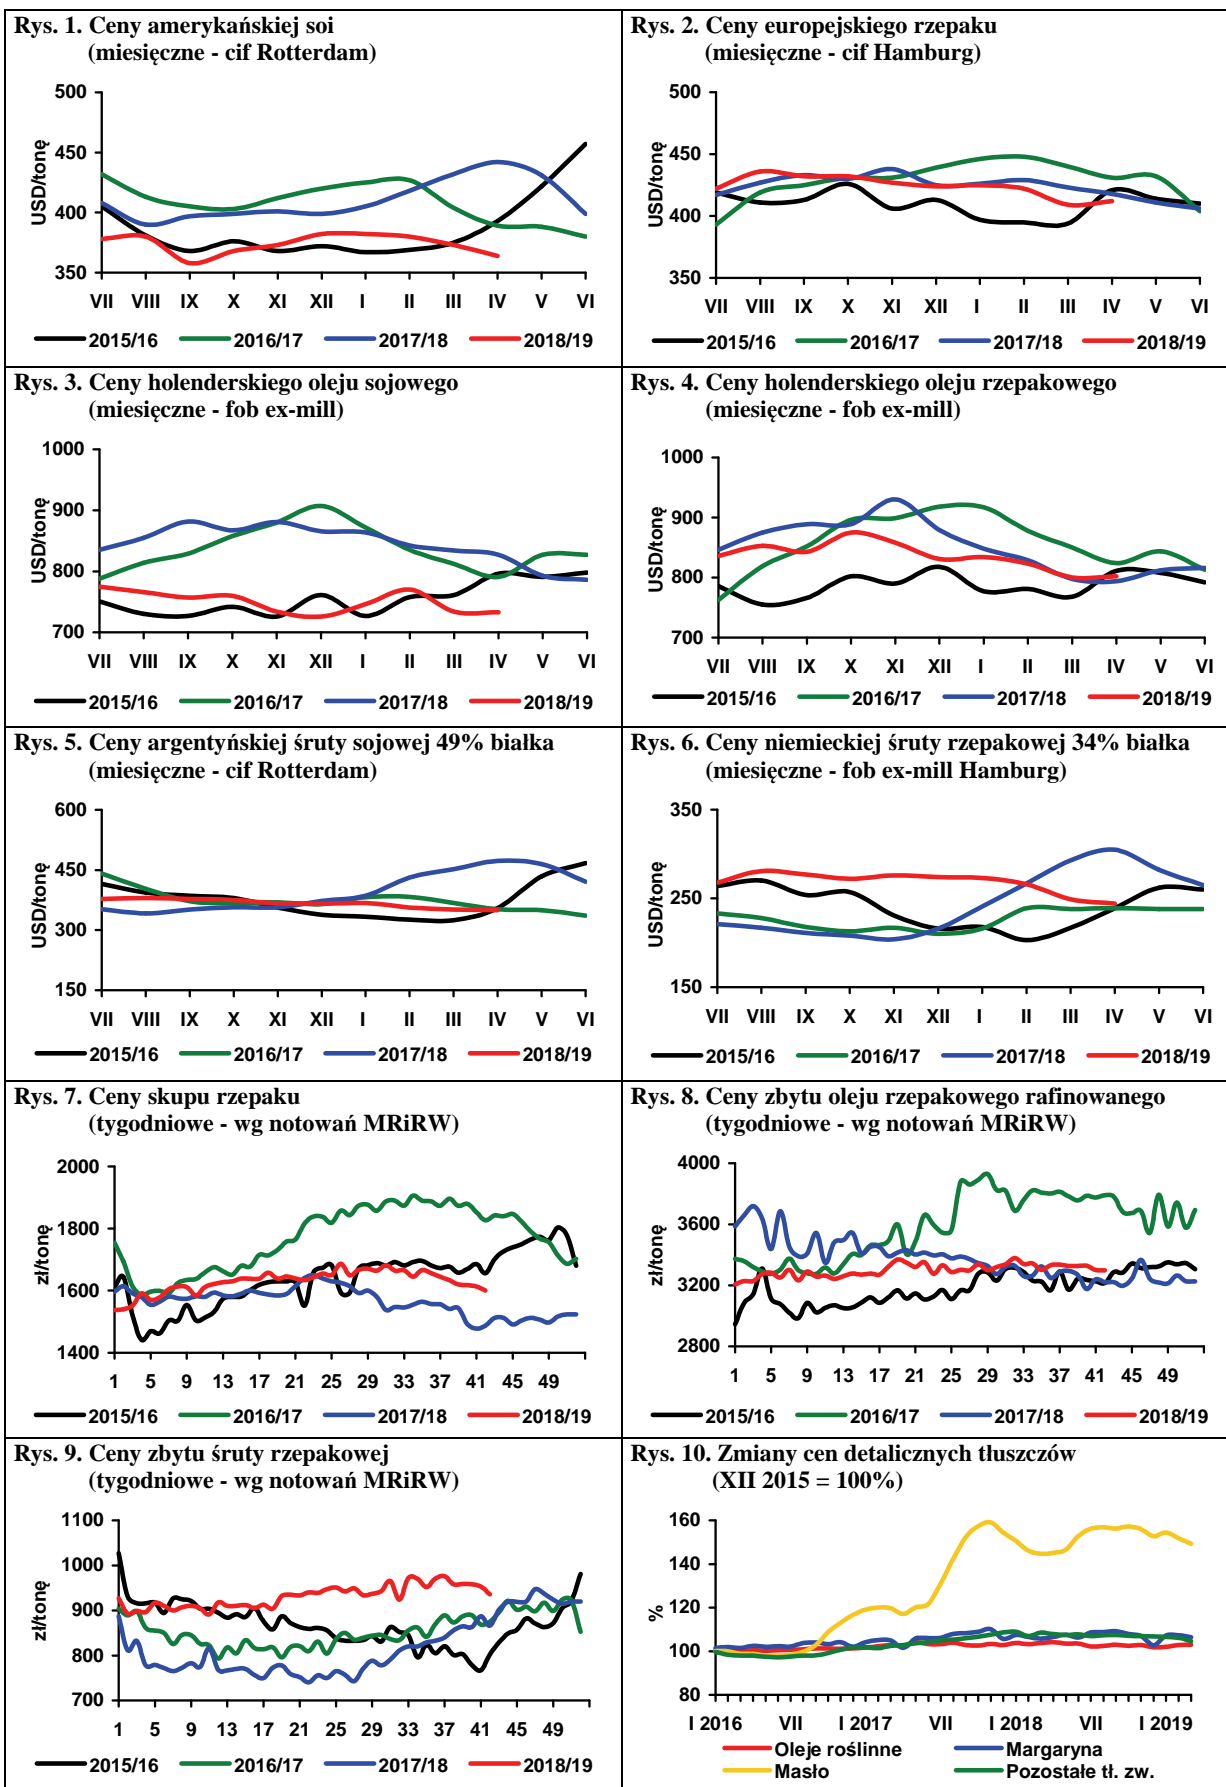 Rys. 1. Ceny amerykańskiej soi
(miesięczne - cif Rotterdam)
USD/tonę
500
450
400
350
VII VIII IX X XI XII I II III IV V VI
2015/16 2016/17 2017/18 2018/19
Rys. 2. Ceny europejskiego rzepaku
(miesięczne - cif Hamburg)
USD/tonę
500
450
400
350
VII VIII IX X XI XII I II III IV V VI
2015/16 2016/17 2017/18 2018/19
Rys. 3. Ceny holenderskiego oleju sojowego
(miesięczne - fob ex-mill)
USD/tonę
1000
900
800
700
VII VIII IX X XI XII I II III IV V VI
2015/16 2016/17 2017/18 2018/19
Rys. 4. Ceny holenderskiego oleju rzepakowego
(miesięczne - fob ex-mill)
USD/tonę
1000
900
800
700
VII VIII IX X XI XII I II III IV V VI
2015/16 2016/17 2017/18 2018/19
Rys. 5. Ceny argentyńskiej śruty sojowej 49% białka
(miesięczne - cif Rotterdam)
USD/tonę
600
450
300
150
VII VIII IX X XI XII I II III IV V VI
2015/16 2016/17 2017/18 2018/19
Rys. 6. Ceny niemieckiej śruty rzepakowej 34% białka
(miesięczne - fob ex-mill Hamburg)
USD/tonę
350
250
150
VII VIII IX X XI XII I II III IV V VI
2015/16 2016/17 2017/18 2018/19
Rys. 7. Ceny skupu rzepaku
(tygodniowe - wg notowań MRiRW)
zł/tonę
2000
1800
1600
1400
1 5 9 13 17 21 25 29 33 37 41 45 49
2015/16 2016/17 2017/18 2018/19
Rys. 8. Ceny zbytu oleju rzepakowego rafinowanego
(tygodniowe - wg notowań MRiRW)
zł/tonę
4000
3600
3200
2800
1 5 9 13 17 21 25 29 33 37 41 45 49
2015/16 2016/17 2017/18 2018/19
Rys. 9. Ceny zbytu śruty rzepakowej
(tygodniowe - wg notowań MRiRW)
zł/tonę
1100
1000
900
800
700
1 5 9 13 17 21 25 29 33 37 41 45 49
2015/16 2016/17 2017/18 2018/19
Rys. 10. Zmiany cen detalicznych tłuszczów
(XII 2015 = 100%)
%
160
140
120
100
80
I 2016 VII I 2017 VII I 2018 VII I 2019
Oleje roślinne Margaryna
Masło Pozostałe tł. zw.